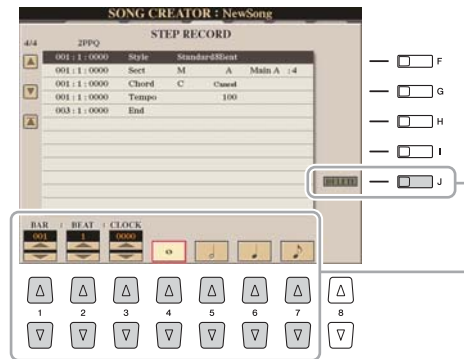 SONG CREATOR : NewSong
STEP RECORD
4/4 2PPQ
001 : 1 : 0000 Style Standard8Beat
001 : 1 : 0000 Sect M A Main A : 4
001 : 1 : 0000 Chord C Cancel
001 : 1 : 0000 Tempo 100
003 : 1 : 0000 End
F
G
H
I
DELETE J
BAR : BEAT : CLOCK
001 1 0000
1 2 3 4 5 6 7 8